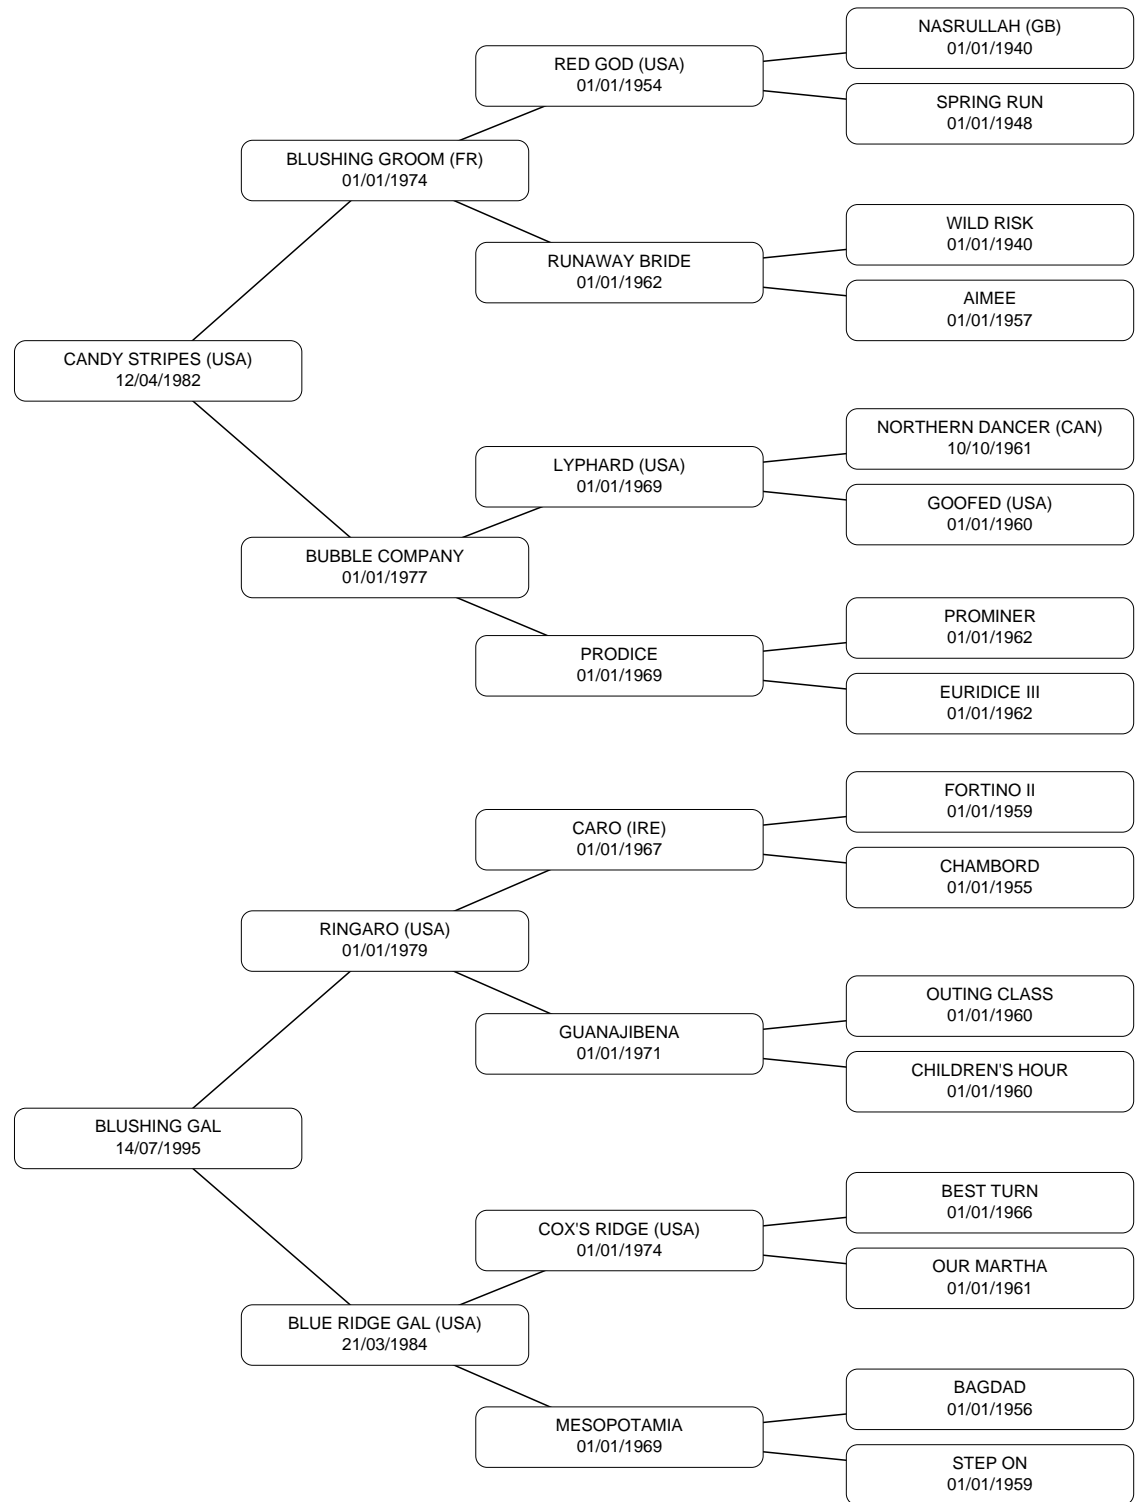 NASRULLAH (GB)
01/01/1940
RED GOD (USA)
01/01/1954
SPRING RUN
01/01/1948
BLUSHING GROOM (FR)
01/01/1974
WILD RISK
01/01/1940
RUNAWAY BRIDE
01/01/1962
AIMEE
01/01/1957
CANDY STRIPES (USA)
12/04/1982
NORTHERN DANCER (CAN)
10/10/1961
LYPHARD (USA)
01/01/1969
GOOFED (USA)
01/01/1960
BUBBLE COMPANY
01/01/1977
PROMINER
01/01/1962
PRODICE
01/01/1969
EURIDICE III
01/01/1962
FORTINO II
01/01/1959
CARO (IRE)
01/01/1967
CHAMBORD
01/01/1955
RINGARO (USA)
01/01/1979
OUTING CLASS
01/01/1960
GUANAJIBENA
01/01/1971
CHILDREN'S HOUR
01/01/1960
BLUSHING GAL
14/07/1995
BEST TURN
01/01/1966
COX'S RIDGE (USA)
01/01/1974
OUR MARTHA
01/01/1961
BLUE RIDGE GAL (USA)
21/03/1984
BAGDAD
01/01/1956
MESOPOTAMIA
01/01/1969
STEP ON
01/01/1959